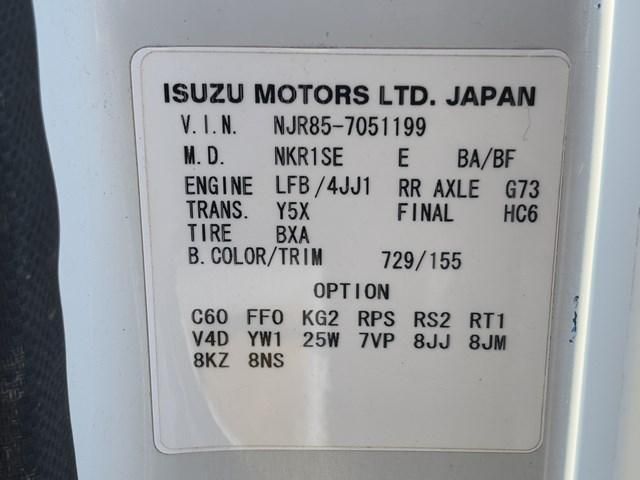 ISUZU MOTORS LTD. JAPAN
V.I.N. NJR85-7051199
M.D. NKR1SE E BA/BF
ENGINE LFB/4JJ1 RR AXLE G73
TRANS. Y5X FINAL HC6
TIRE BXA
B.COLOR/TRIM 729/155
OPTION
C60 FF0 KG2 RPS RS2 RT1
V4D YW1 25W 7VP 8JJ 8JM
8KZ 8NS